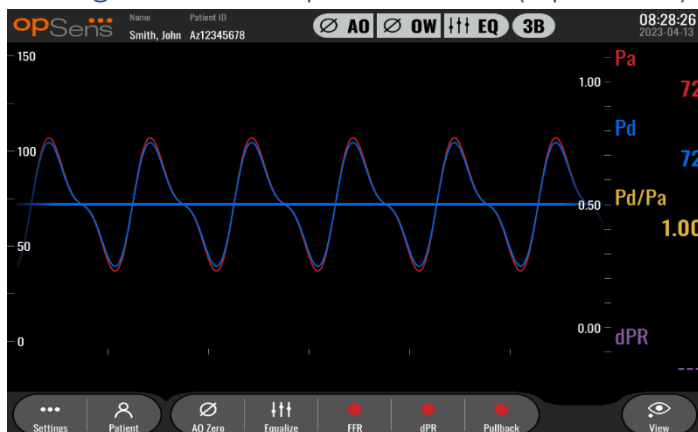 opSens
Name
Smith, John
Patient ID
Az12345678
Ø AO
Ø OW
EQ
3B
08:28:26
2023-04-13
150
100
50
0
1.00
0.50
0.00
Pa
72
Pd
72
Pd/Pa
1.00
dPR
---
Settings
Patient
AO Zero
Equalize
FFR
dPR
Pullback
View